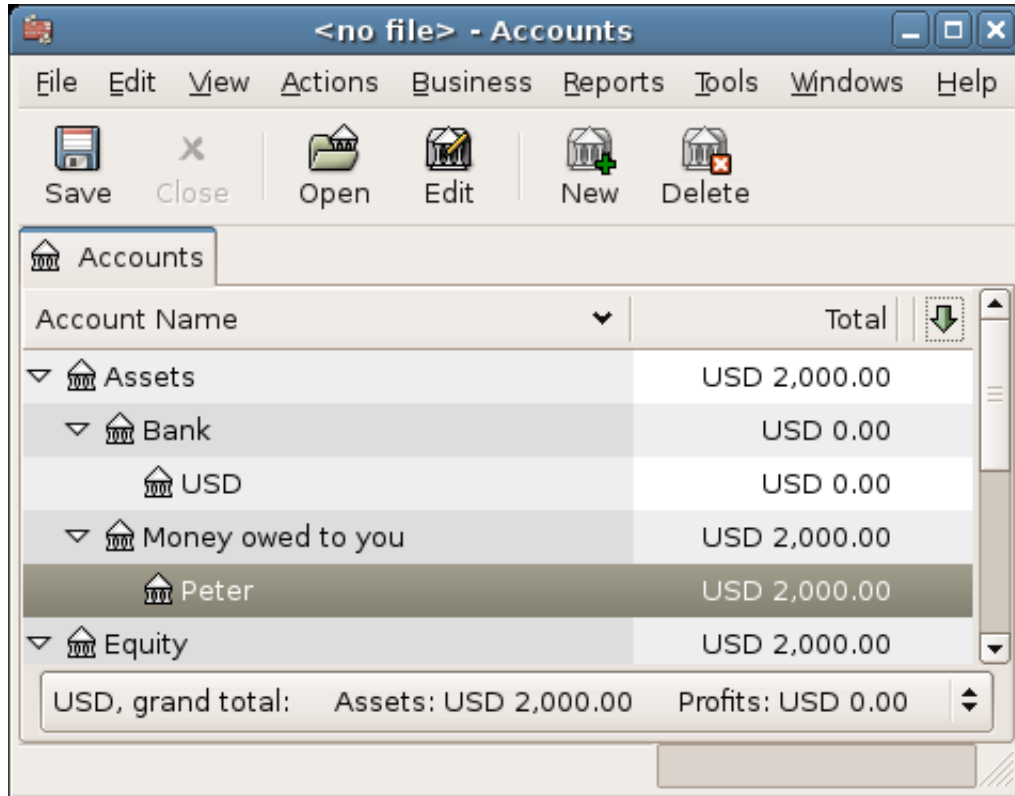 <no file> - Accounts
File Edit View Actions Business Reports Tools Windows Help
Save Close Open Edit New Delete
Accounts
Account Name Total
Assets USD 2,000.00
Bank USD 0.00
USD USD 0.00
Money owed to you USD 2,000.00
Peter USD 2,000.00
Equity USD 2,000.00
USD, grand total: Assets: USD 2,000.00 Profits: USD 0.00